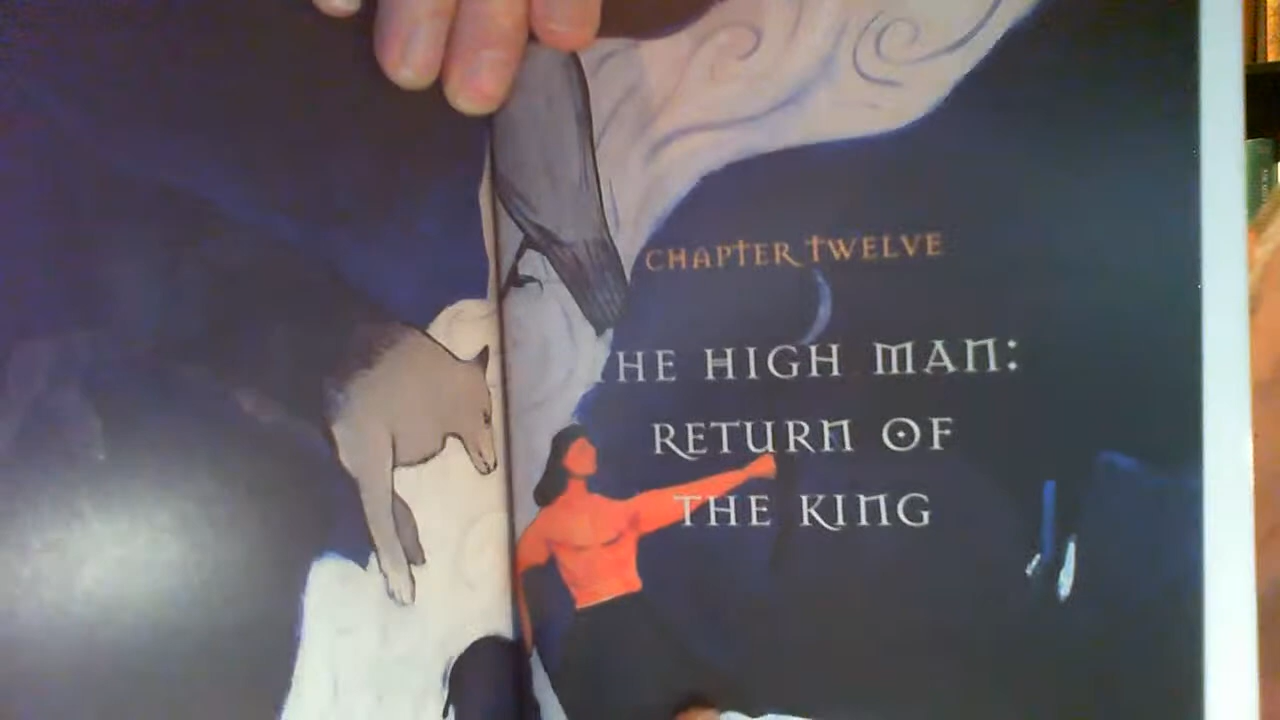 CHAPTER TWELVE
THE HIGH MAN:
RETURN OF
THE KING